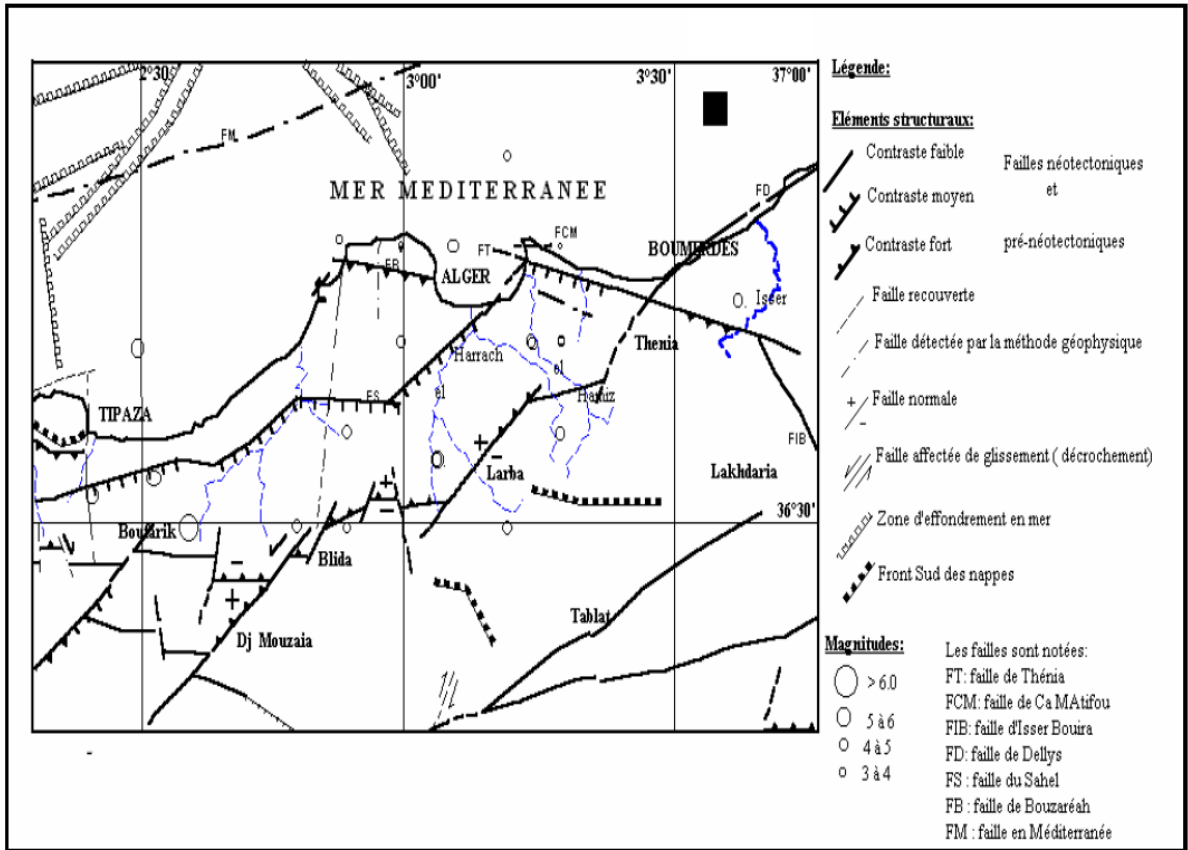 2°30
3°00'
3°30'
37°00'
FM
MER MEDITERRANEE
FD
FCM
FT
BOUMERDES
FB
ALGER
Isser
Harrach
el
Thenia
el
Hamiz
FS
TIPAZA
FIB
Larba
Lakhdaria
36°30'
Bouffarik
Blida
Tablat
Dj Mouzaia
Légende:
Eléments structuraux:
Contraste faible
Failles néotectoniques
et
Contraste moyen
Contraste fort
pré-néotectoniques
Faille recouverte
Faille détectée par la méthode géophysique
Faille normale
Faille affectée de glissement ( décrochement)
Zone d'effondrement en mer
Front Sud des nappes
Magnitudes:
>6.0
5 à 6
4 à 5
3 à 4
Les failles sont notées:
FT: faille de Thénia
FCM: faille de Ca MAtifou
FIB: faille d'Isser Bouira
FD: faille de Dellys
FS : faille du Sahel
FB : faille de Bouzaréah
FM : faille en Méditerranée